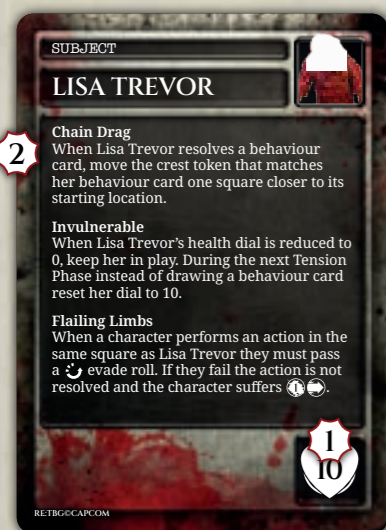 SUBJECT
LISA TREVOR
2
Chain Drag
When Lisa Trevor resolves a behaviour
card, move the crest token that matches
her behaviour card one square closer to its
starting location.
Invulnerable
When Lisa Trevor’s health dial is reduced to
0, keep her in play. During the next Tension
Phase instead of drawing a behaviour card
reset her dial to 10.
Flailing Limbs
When a character performs an action in the
same square as Lisa Trevor they must pass
a evade roll. If they fail the action is not
resolved and the character suffers 1.
1
10
RE:TBG©CAPCOM